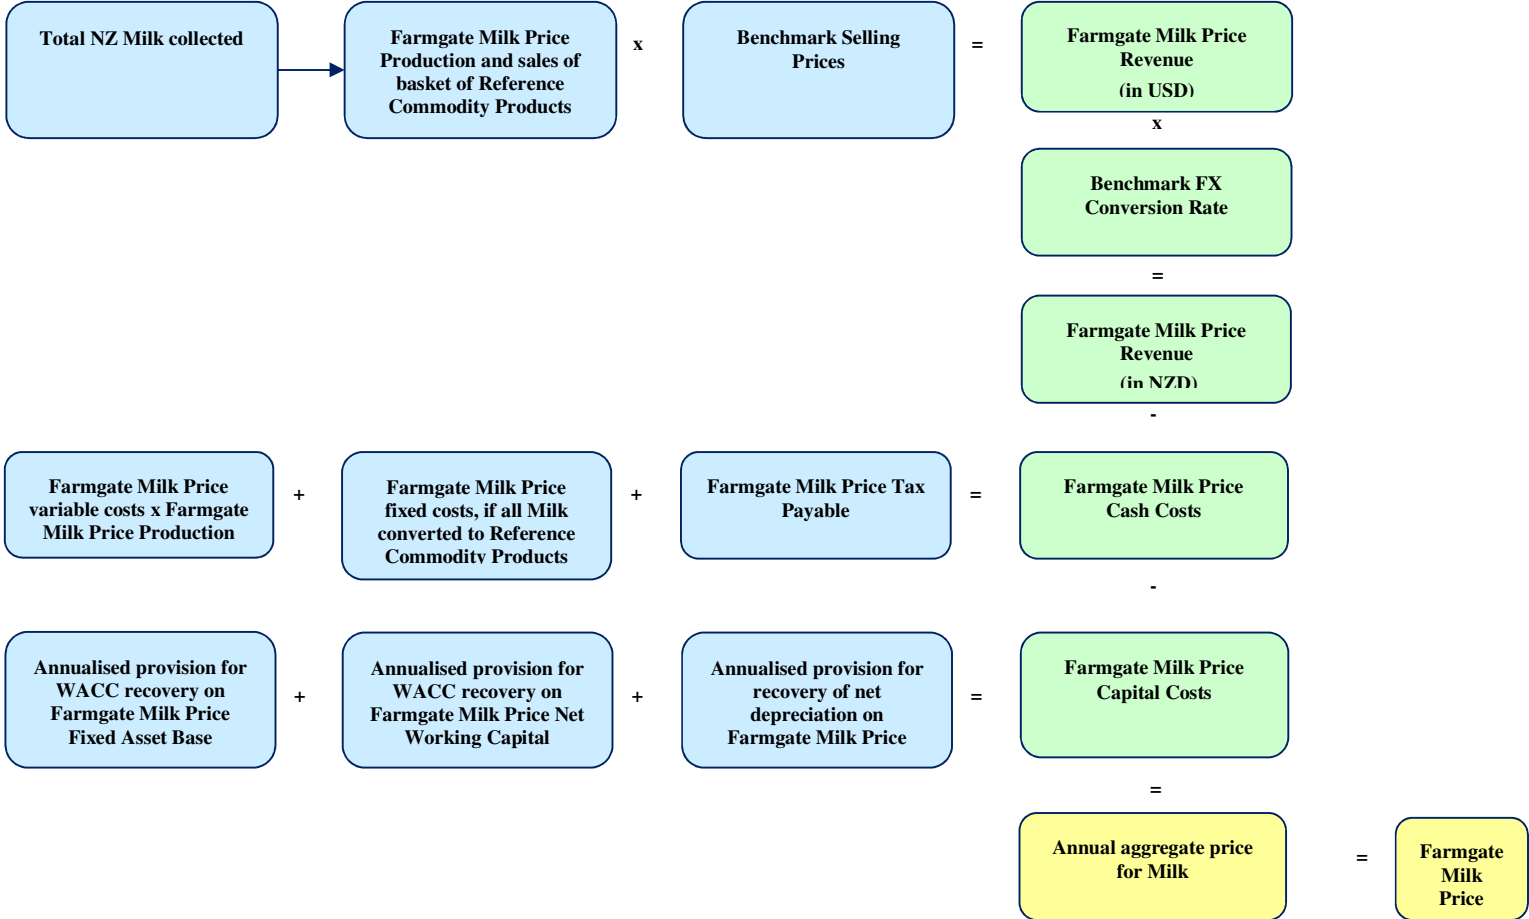 Total NZ Milk collected
Farmgate Milk Price
Production and sales of
basket of Reference
Commodity Products
x
Benchmark Selling
Prices
=
Farmgate Milk Price
Revenue
(in USD)
x
Benchmark FX
Conversion Rate
=
Farmgate Milk Price
Revenue
(in NZD)
-
Farmgate Milk Price
variable costs x Farmgate
Milk Price Production
+
Farmgate Milk Price
fixed costs, if all Milk
converted to Reference
Commodity Products
+
Farmgate Milk Price Tax
Payable
=
Farmgate Milk Price
Cash Costs
-
Annualised provision for
WACC recovery on
Farmgate Milk Price
Fixed Asset Base
+
Annualised provision for
WACC recovery on
Farmgate Milk Price Net
Working Capital
+
Annualised provision for
recovery of net
depreciation on
Farmgate Milk Price
=
Farmgate Milk Price
Capital Costs
=
Annual aggregate price
for Milk
=
Farmgate
Milk
Price